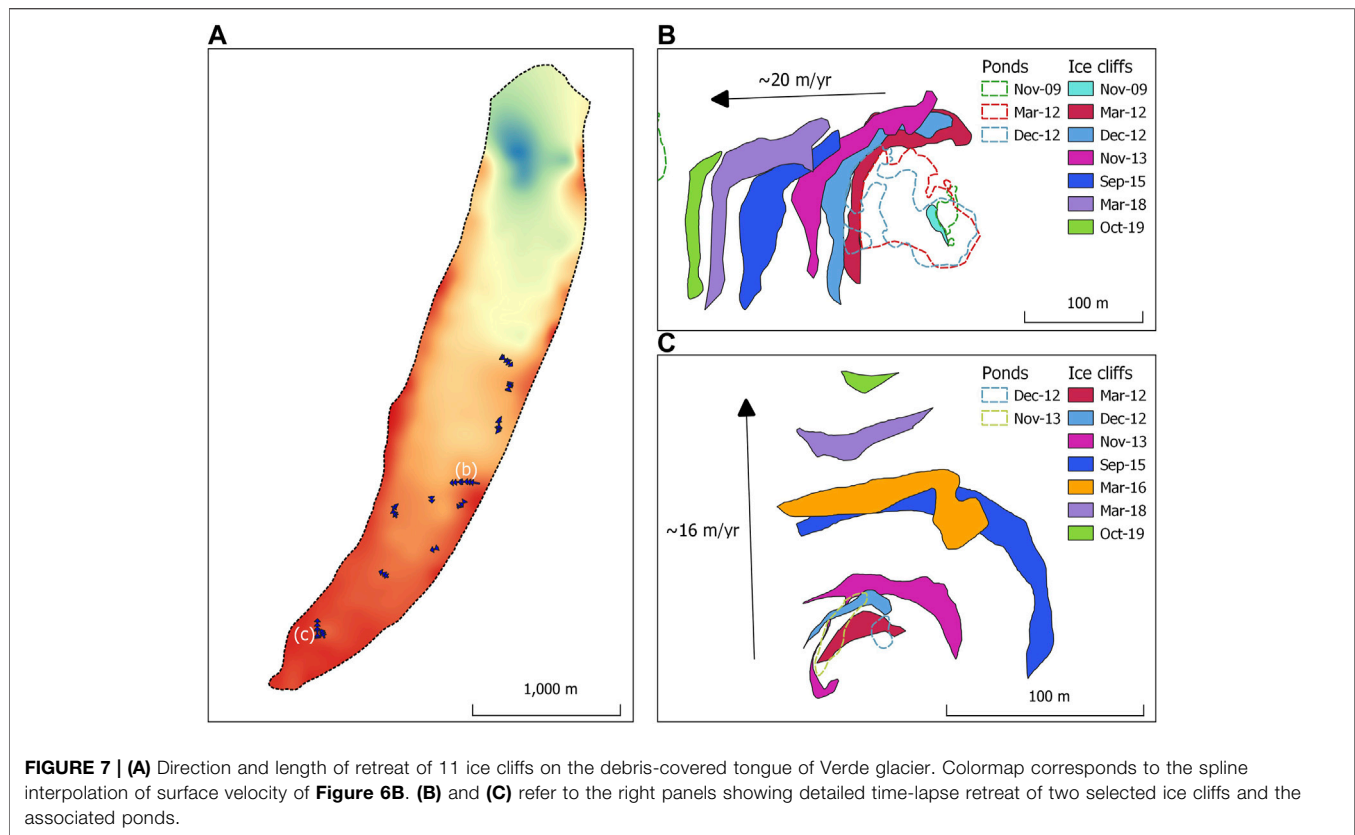 A
(b)
(c)
1,000 m
B
~20 m/yr
Ponds
Nov-09
Mar-12
Dec-12
Ice cliffs
Nov-09
Mar-12
Dec-12
Nov-13
Sep-15
Mar-18
Oct-19
100 m
C
~16 m/yr
Ponds
Dec-12
Nov-13
Ice cliffs
Mar-12
Dec-12
Nov-13
Sep-15
Mar-16
Mar-18
Oct-19
100 m
FIGURE 7 | (A) Direction and length of retreat of 11 ice cliffs on the debris-covered tongue of Verde glacier. Colormap corresponds to the spline
interpolation of surface velocity of Figure 6B. (B) and (C) refer to the right panels showing detailed time-lapse retreat of two selected ice cliffs and the
associated ponds.